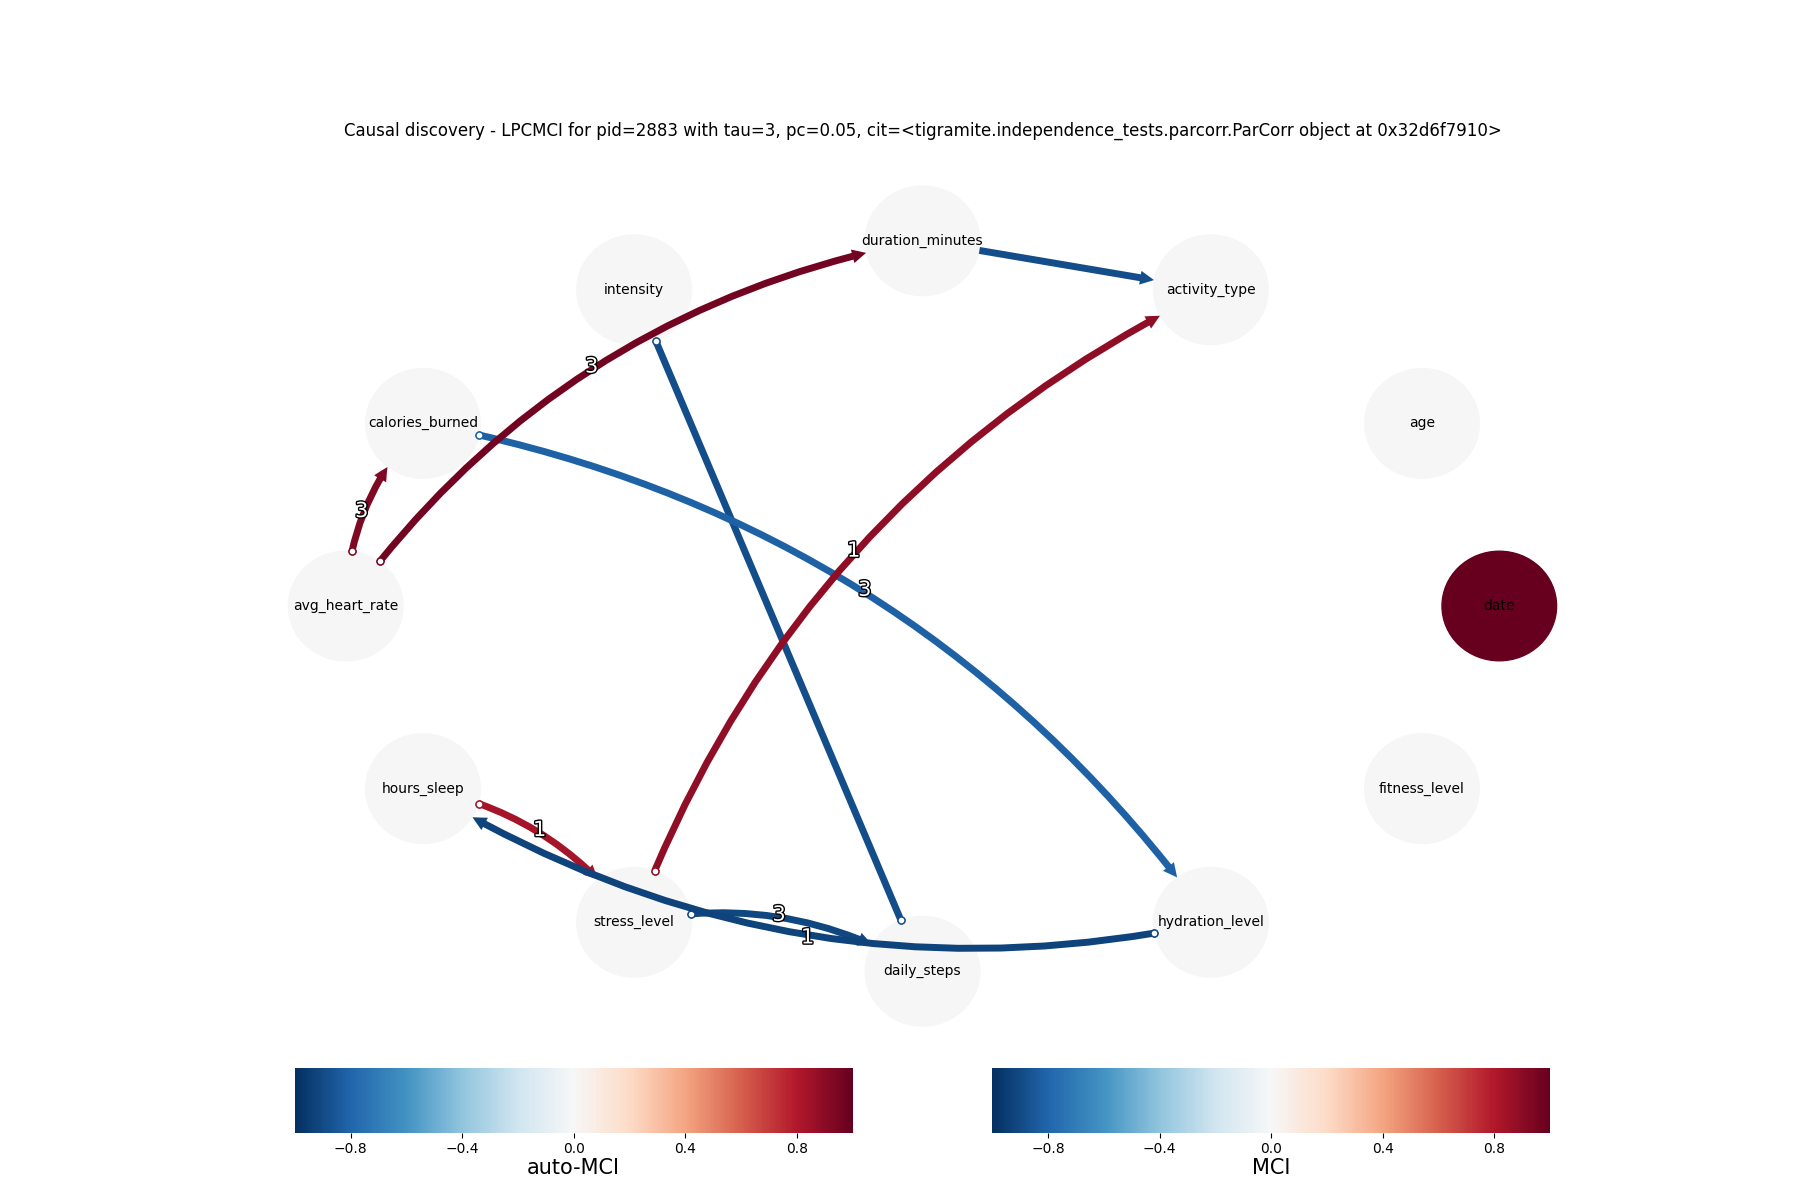 Causal discovery - LPCMCI for pid=2883 with tau=3, pc=0.05, cit=<tigramite.independence_tests.parcorr.ParCorr object at 0x32d6f7910>
duration_minutes
intensity
activity_type
3
calories_burned
age
3
1
3
avg_heart_rate
date
hours_sleep
fitness_level
1
3
stress_level
hydration_level
1
daily_steps
−0.8 −0.4 0.0 0.4 0.8
auto-MCI
−0.8 −0.4 0.0 0.4 0.8
MCI